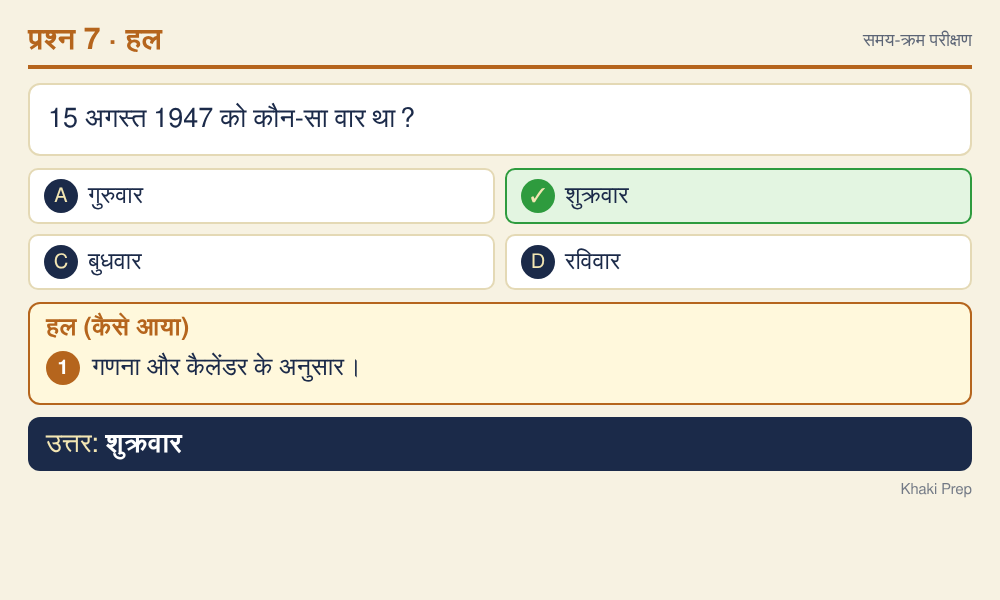 प्रश्न 7 · हल
समय-क्रम परीक्षण
15 अगस्त 1947 को कौन-सा वार था ?
A गुरुवार
✓ शुक्रवार
C बुधवार
D रविवार
हल (कैसे आया)
1 गणना और कैलेंडर के अनुसार ।
उत्तर: शुक्रवार
Khaki Prep